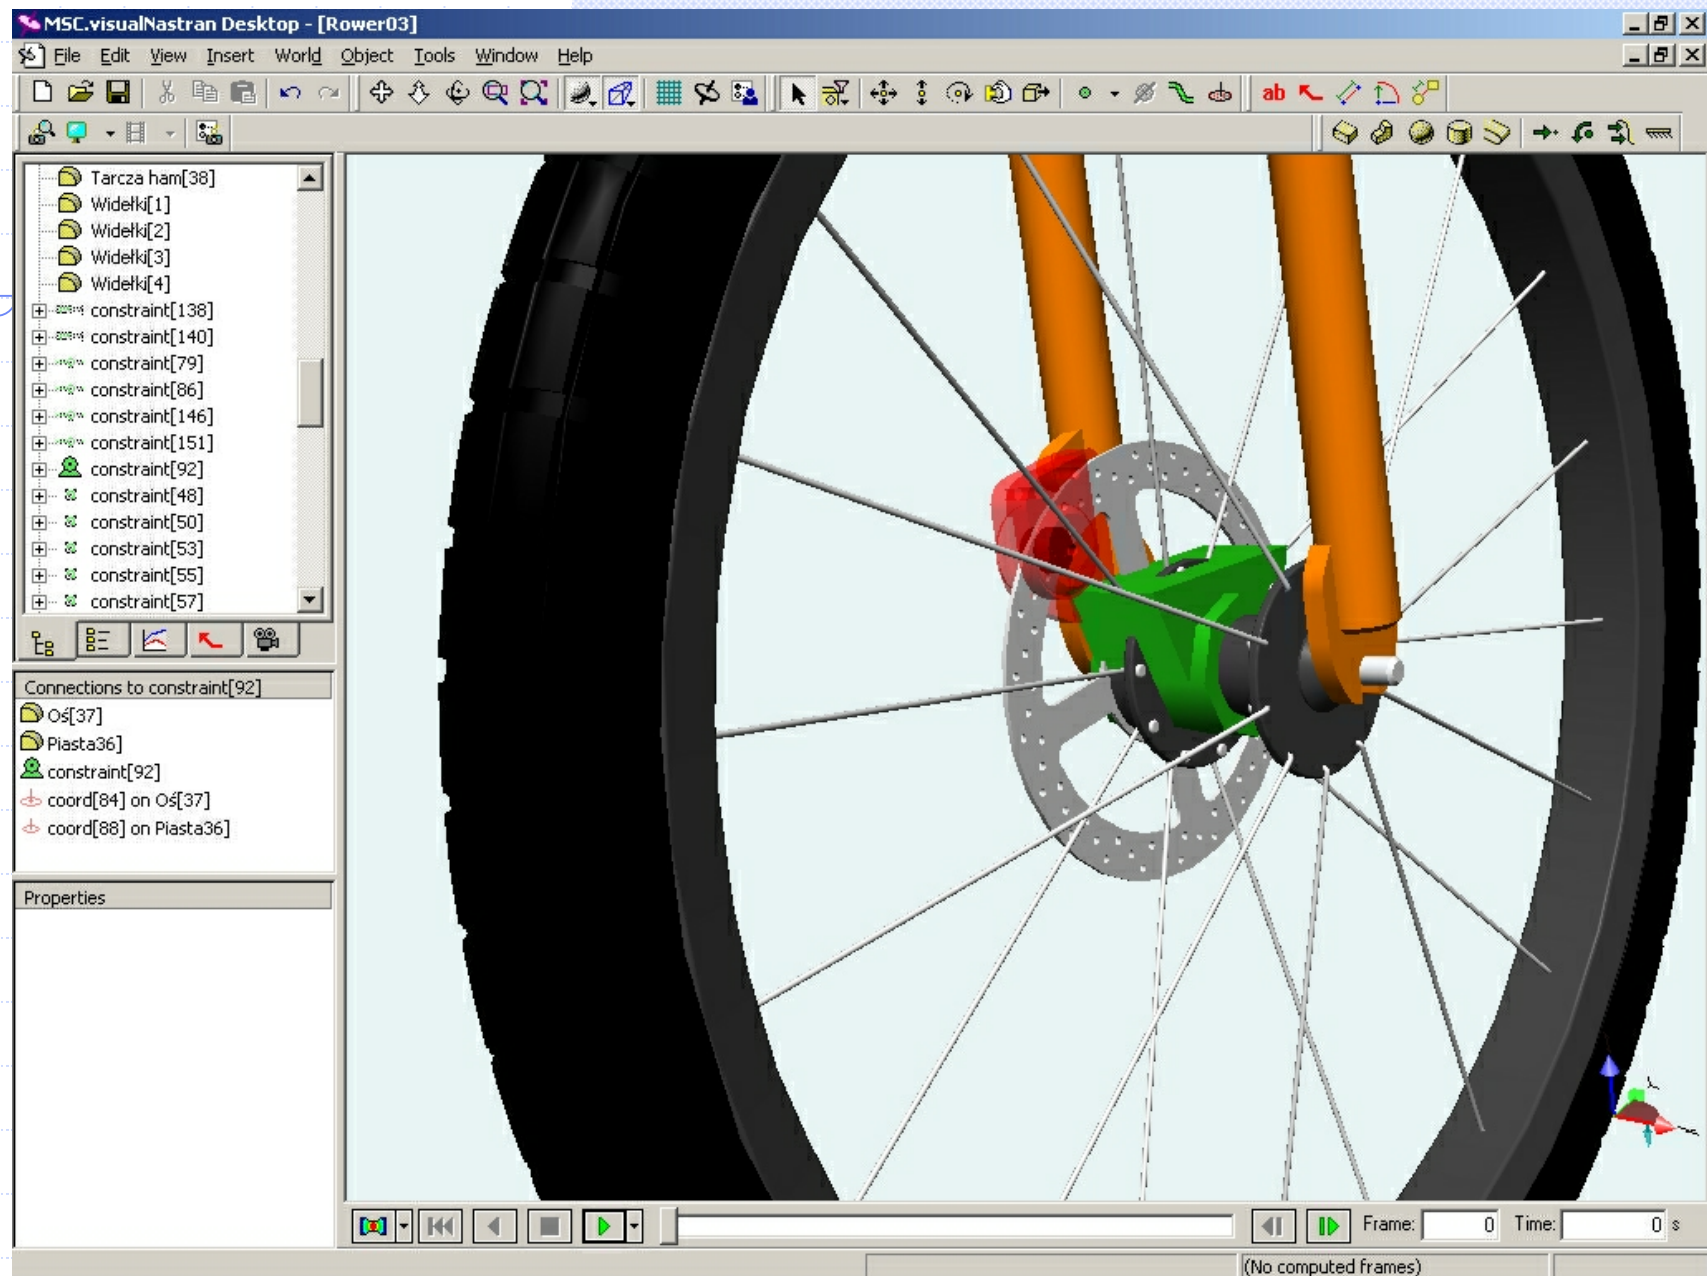 MSC.visualNastran Desktop - [Rower03]
File Edit View Insert World Object Tools Window Help
ab
Tarcza ham[38]
Widełki[1]
Widełki[2]
Widełki[3]
Widełki[4]
constraint[138]
constraint[140]
constraint[79]
constraint[86]
constraint[146]
constraint[151]
constraint[92]
constraint[48]
constraint[50]
constraint[53]
constraint[55]
constraint[57]
Connections to constraint[92]
Oś[37]
Piasta36]
constraint[92]
coord[84] on Oś[37]
coord[88] on Piasta36]
Properties
Frame: 0 Time: 0 s
(No computed frames)